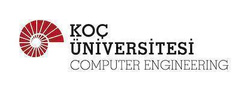 KOÇ
ÜNİVERSİTESİ
COMPUTER ENGINEERING